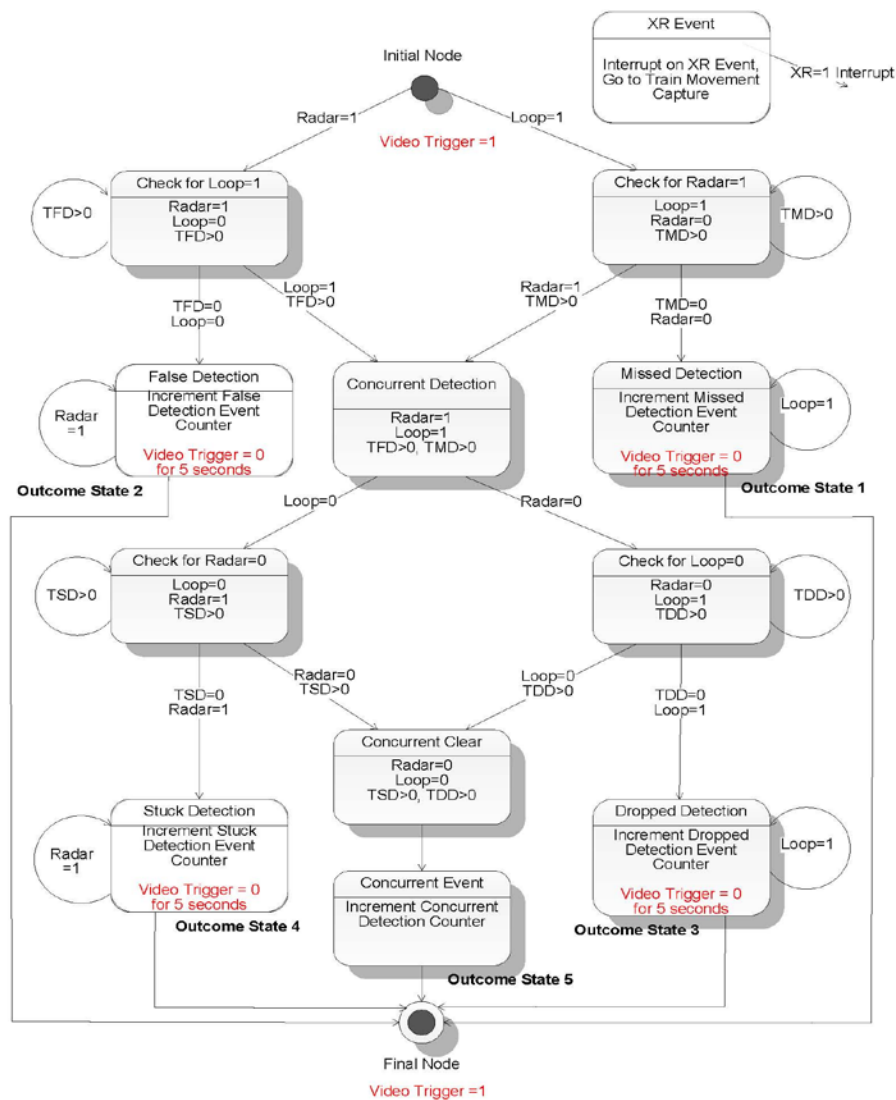 XR Event
Interrupt on XR Event,
Go to Train Movement
Capture
XR=1 Interrupt
Initial Node
Radar=1
Loop=1
Video Trigger =1
Check for Loop=1
Radar=1
Loop=0
TFD>0
TFD>0
Check for Radar=1
Loop=1
Radar=0
TMD>0
TMD>0
TFD=0
Loop=0
Loop=1
TFD>0
Radar=1
TMD>0
TMD=0
Radar=0
False Detection
Increment False
Detection Event
Counter
Video Trigger = 0
for 5 seconds
Radar
=1
Outcome State 2
Concurrent Detection
Radar=1
Loop=1
TFD>0, TMD>0
Missed Detection
Increment Missed
Detection Event
Counter
Video Trigger = 0
for 5 seconds
Loop=1
Outcome State 1
Loop=0
Radar=0
Check for Radar=0
Loop=0
Radar=1
TSD>0
TSD>0
Check for Loop=0
Radar=0
Loop=1
TDD>0
TDD>0
TSD=0
Radar=1
Radar=0
TSD>0
Loop=0
TDD>0
TDD=0
Loop=1
Concurrent Clear
Radar=0
Loop=0
TSD>0, TDD>0
Stuck Detection
Increment Stuck
Detection Event
Counter
Video Trigger = 0
for 5 seconds
Radar
=1
Outcome State 4
Concurrent Event
Increment Concurrent
Detection Counter
Outcome State 5
Dropped Detection
Increment Dropped
Detection Event
Counter
Video Trigger = 0
for 5 seconds
Loop=1
Outcome State 3
Final Node
Video Trigger =1